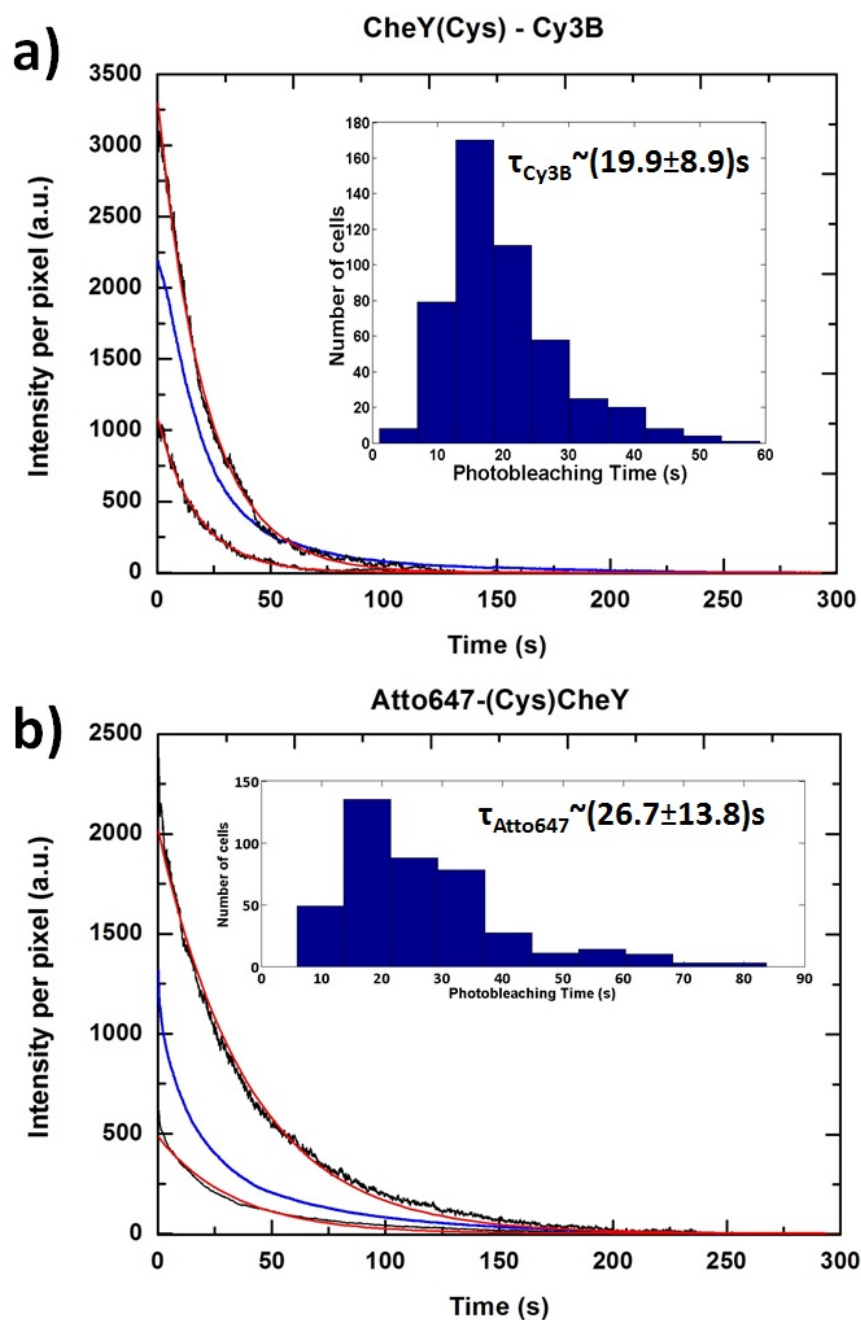 a)
CheY(Cys) - Cy3B
3500
3000
2500
2000
1500
1000
500
0
Intensity per pixel (a.u.)
0 50 100 150 200 250 300
Time (s)
180
160
140
120
100
80
60
40
20
0
Number of cells
τCy3B~(19.9±8.9)s
0 10 20 30 40 50 60
Photobleaching Time (s)
b)
Atto647-(Cys)CheY
2500
2000
1500
1000
500
0
Intensity per pixel (a.u.)
0 50 100 150 200 250 300
Time (s)
150
100
50
0
Number of cells
τAtto647~(26.7±13.8)s
10 20 30 40 50 60 70 80 90
Photobleaching Time (s)